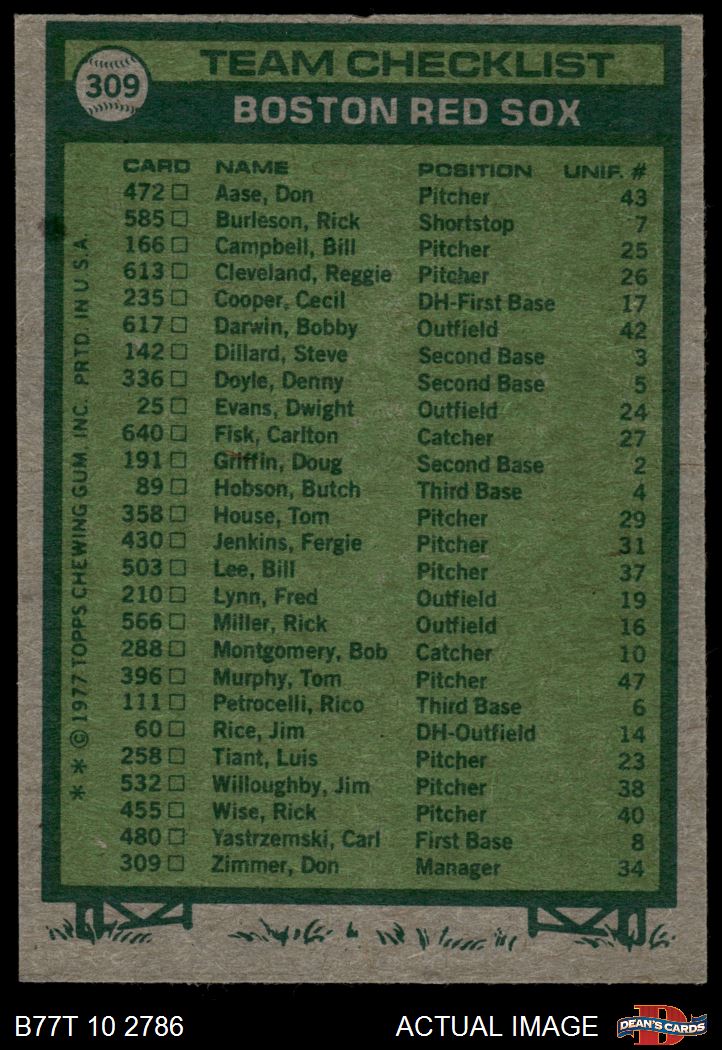 309
TEAM CHECKLIST
BOSTON RED SOX
CARD NAME POSITION UNIF. #
472 □ Aase, Don Pitcher 43
585 □ Burleson, Rick Shortstop 7
166 □ Campbell, Bill Pitcher 25
613 □ Cleveland, Reggie Pitcher 26
235 □ Cooper, Cecil DH-First Base 17
617 □ Darwin, Bobby Outfield 42
142 □ Dillard, Steve Second Base 3
336 □ Doyle, Denny Second Base 5
25 □ Evans, Dwight Outfield 24
640 □ Fisk, Carlton Catcher 27
191 □ Griffin, Doug Second Base 2
89 □ Hobson, Butch Third Base 4
358 □ House, Tom Pitcher 29
430 □ Jenkins, Fergie Pitcher 31
503 □ Lee, Bill Pitcher 37
210 □ Lynn, Fred Outfield 19
566 □ Miller, Rick Outfield 16
288 □ Montgomery, Bob Catcher 10
396 □ Murphy, Tom Pitcher 47
111 □ Petrocelli, Rico Third Base 6
60 □ Rice, Jim DH-Outfield 14
258 □ Tiant, Luis Pitcher 23
532 □ Willoughby, Jim Pitcher 38
455 □ Wise, Rick Pitcher 40
480 □ Yastrzemski, Carl First Base 8
309 □ Zimmer, Don Manager 34
* * © 1977 TOPPS CHEWING GUM, INC. PRTD. IN U.S.A.
B77T 10 2786 ACTUAL IMAGE
D
DEAN'S CARDS